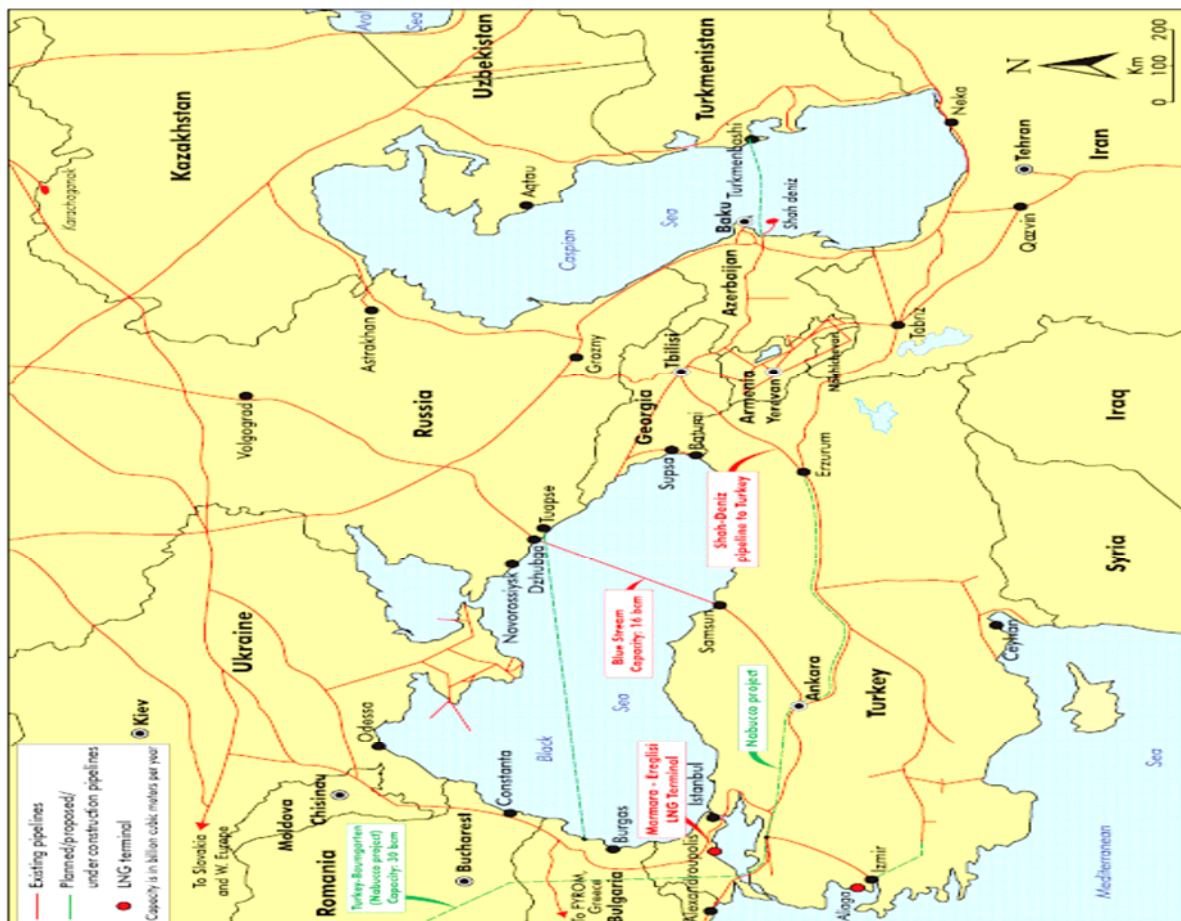 Existing pipelines
Planned/proposed/
under construction pipelines
LNG terminal
Capacity is in billion cubic meters per year
To Slovakia
and W. Europe
Kiev
Ukraine
Moldova
Chisinau
Odessa
Romania
Bucharest
Constanta
Turkey-Baumgarten
(Nabucco project)
Capacity: 30 bcm
To FYROM,
Greece
Bulgaria
Burgas
Alexandroupolis
Black
Sea
Marmara - Ereglisi
LNG Terminal
Istanbul
Aliaga
Izmir
Nabucco project
Ankara
Turkey
Samsun
Blue Stream
Capacity: 16 bcm
Shah-Deniz
pipeline to Turkey
Erzurum
Ceyhan
Mediterranean
Sea
Syria
Iraq
Novorossiysk
Dzhubga
Tuapse
Supsa
Batumi
Georgia
Tbilisi
Armenia
Yerevan
Nakhichevan
Azerbaijan
Baku
Shah deniz
Tabriz
Grozny
Russia
Volgograd
Astrakhan
Caspian
Sea
Aqtau
Kazakhstan
Karachaganak
Aral
Sea
Uzbekistan
Turkmenistan
Turkmenbashi
Neka
Tehran
Qazvin
Iran
N
0 100 200
Km